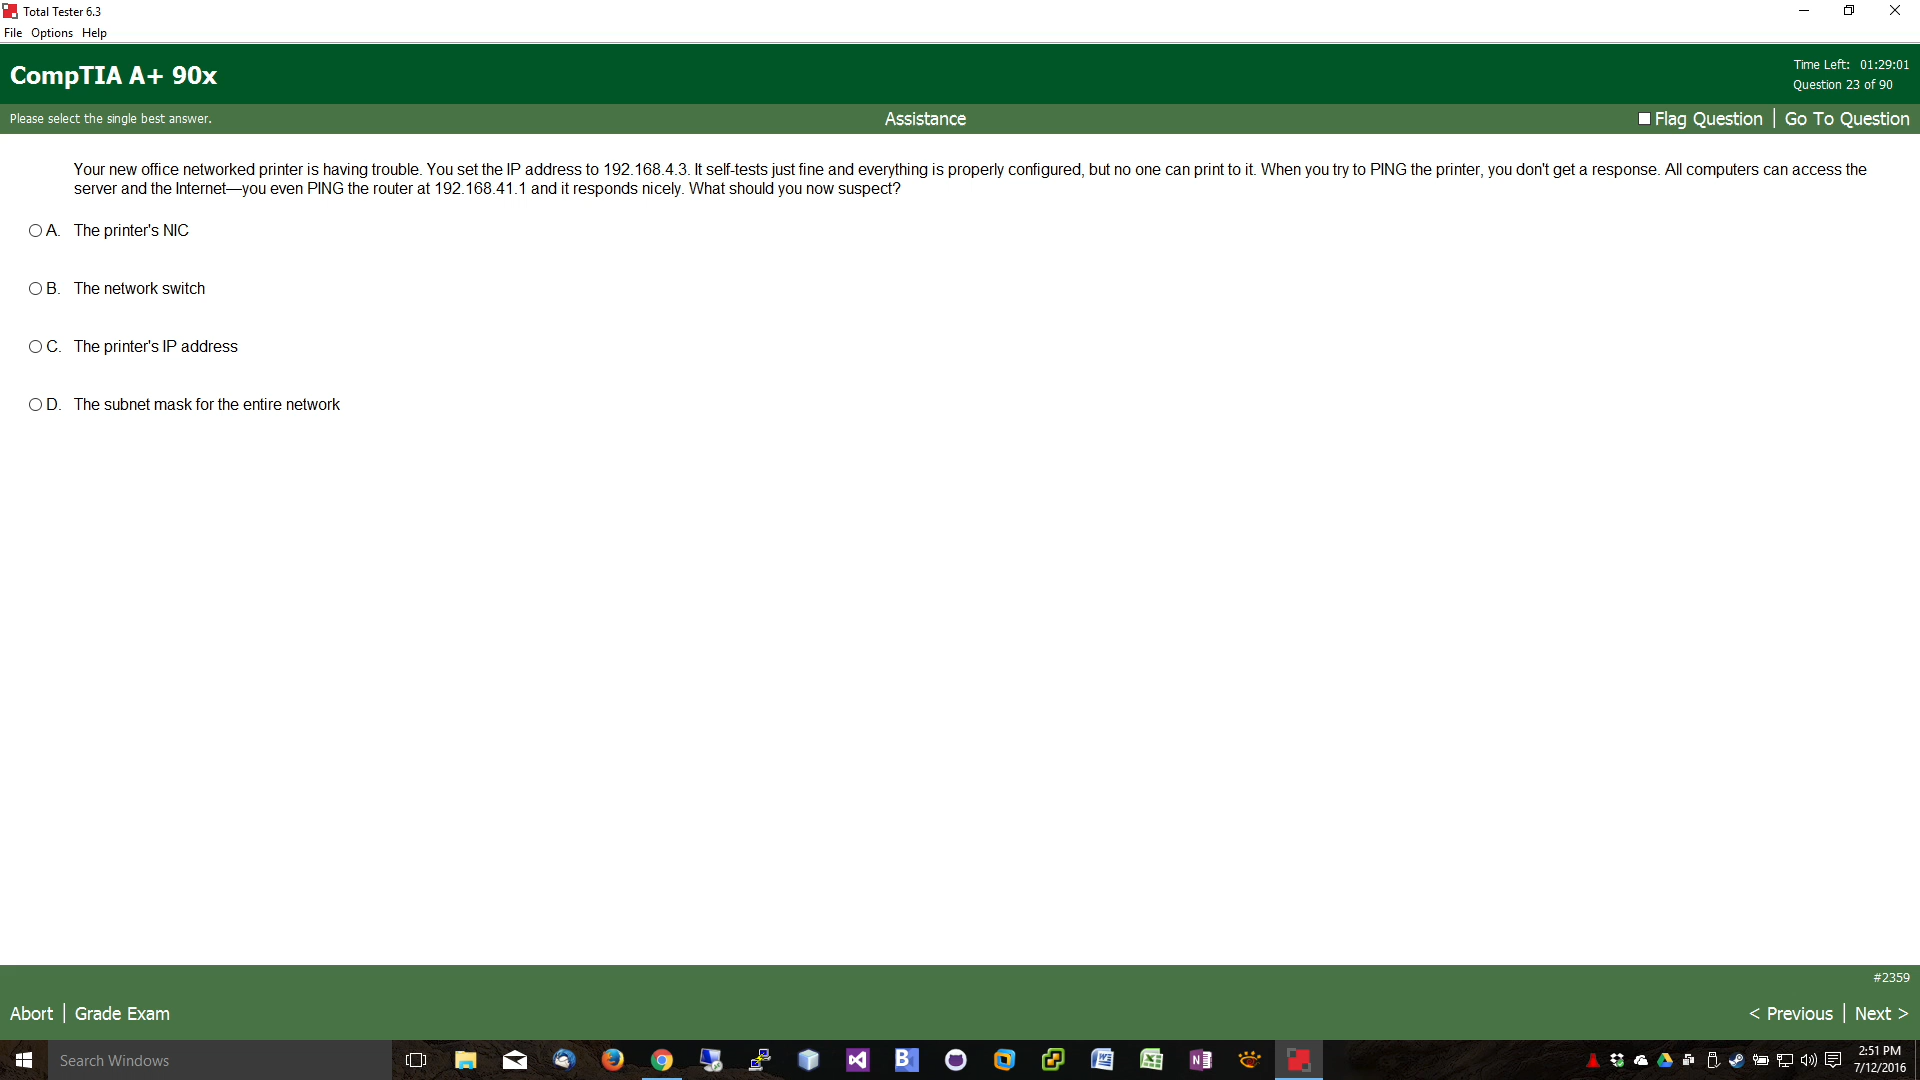 Total Tester 6.3
File Options Help
CompTIA A+ 90x
Time Left: 01:29:01
Question 23 of 90
Please select the single best answer.
Assistance
Flag Question | Go To Question
Your new office networked printer is having trouble. You set the IP address to 192.168.4.3. It self-tests just fine and everything is properly configured, but no one can print to it. When you try to PING the printer, you don't get a response. All computers can access the
server and the Internet—you even PING the router at 192.168.41.1 and it responds nicely. What should you now suspect?
A. The printer's NIC
B. The network switch
C. The printer's IP address
D. The subnet mask for the entire network
#2359
Abort | Grade Exam
< Previous | Next >
Search Windows
2:51 PM
7/12/2016